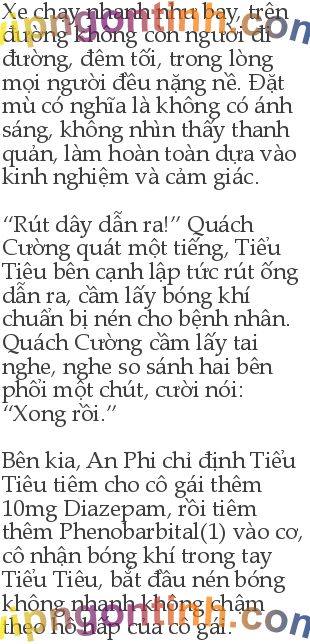 Xe chạy nhanh như bay, trên
đường không còn người đi
đường, đêm tối, trong lòng
mọi người đều nặng nề. Đặt
mù có nghĩa là không có ánh
sáng, không nhìn thấy thanh
quản, làm hoàn toàn dựa vào
kinh nghiệm và cảm giác.
“Rút dây dẫn ra!” Quách
Cường quát một tiếng, Tiểu
Tiêu bên cạnh lập tức rút ống
dẫn ra, cầm lấy bóng khí
chuẩn bị nén cho bệnh nhân.
Quách Cường cầm lấy tai
nghe, nghe so sánh hai bên
phổi một chút, cười nói:
“Xong rồi.”
Bên kia, An Phi chỉ định Tiểu
Tiêu tiêm cho cô gái thêm
10mg Diazepam, rồi tiêm
thêm Phenobarbital(1) vào cơ,
cô nhận bóng khí trong tay
Tiểu Tiêu, bắt đầu nén bóng
không nhanh không chậm
theo hô hấp của cô gái.
vipngontinh.com
vipngontinh.com